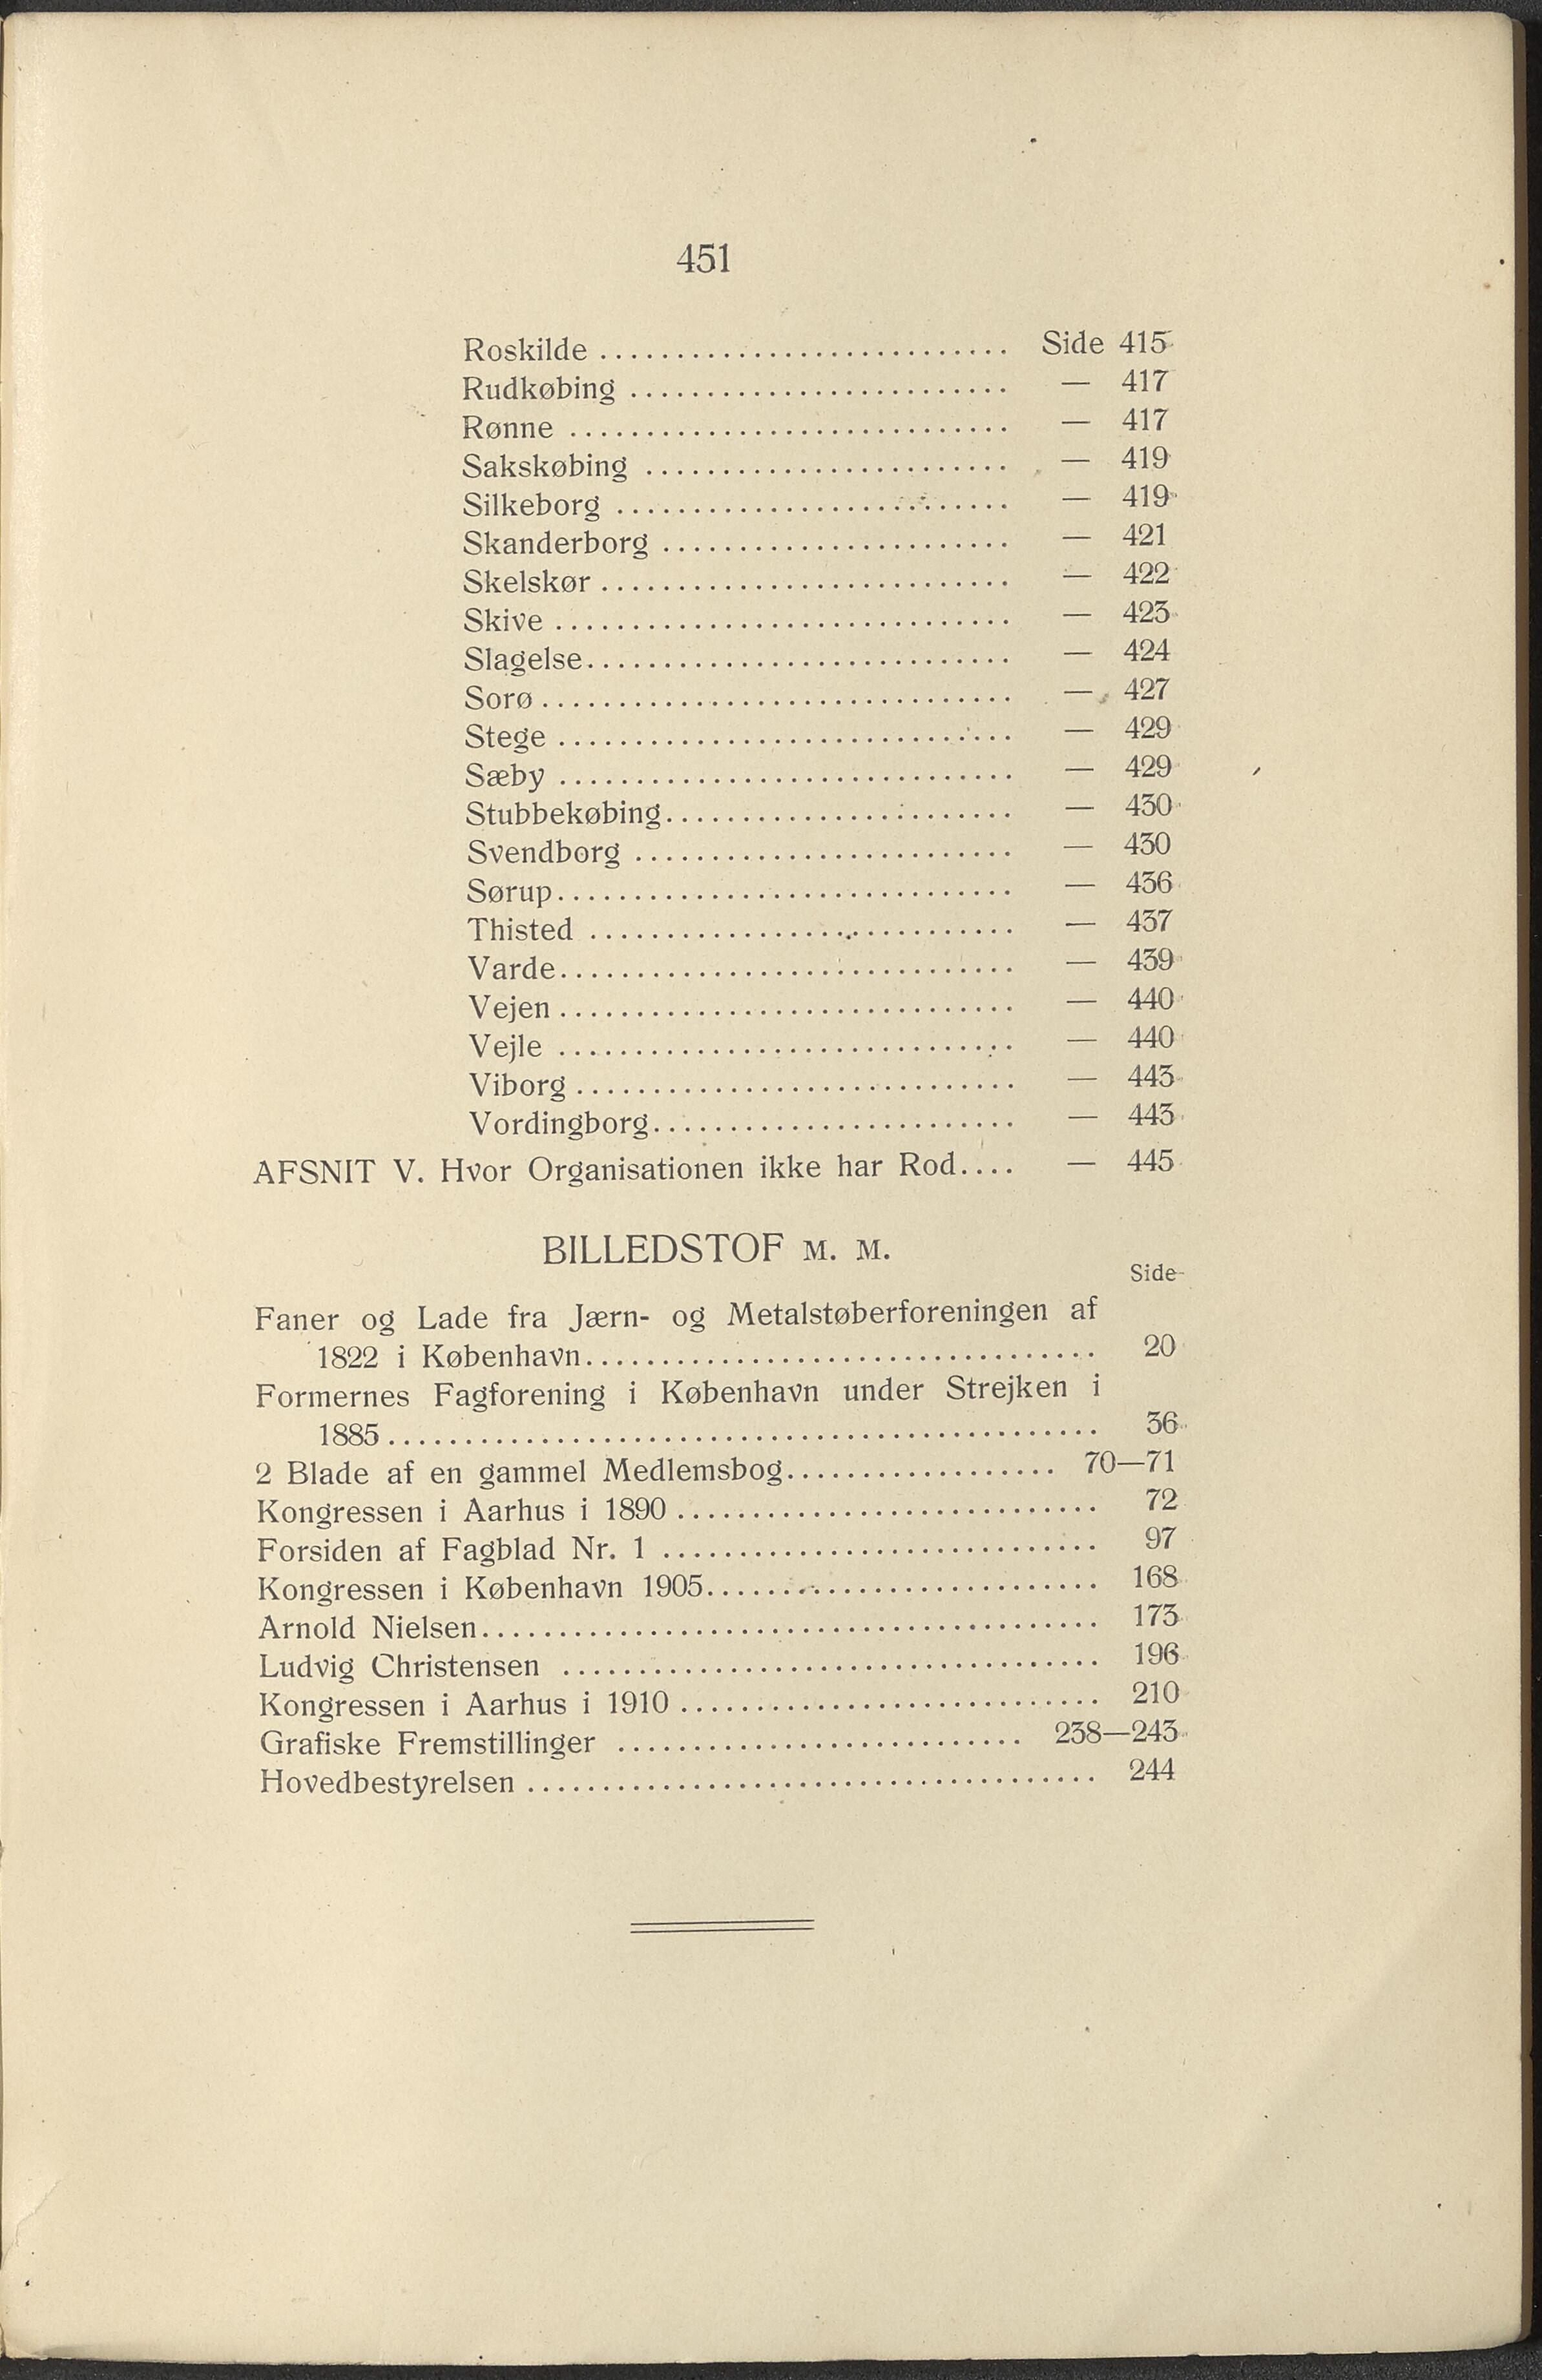 451
Roskilde ........................... Side 415
Rudkøbing ......................... — 417
Rønne ............................. — 417
Sakskøbing ........................ — 419
Silkeborg .......................... — 419
Skanderborg ....................... — 421
Skelskør ........................... — 422
Skive .............................. — 423
Slagelse............................ — 424
Sorø............................... — 427
Stege .............................. — 429
Sæby .............................. — 429
Stubbekøbing....................... — 430
Svendborg ......................... — 430
Sørup.............................. — 436
Thisted ............................ — 437
Varde.............................. — 439
Vejen .............................. — 440
Vejle .............................. — 440
Viborg ............................. — 443
Vordingborg........................ — 443
AFSNIT V. Hvor Organisationen ikke har Rod.... — 445
BILLEDSTOF M. M.
Side
Faner og Lade fra Jærn- og Metalstøberforeningen af
1822 i København.................................. 20
Formernes Fagforening i København under Strejken i
1885 ............................................... 36
2 Blade af en gammel Medlemsbog.................. 70—71
Kongressen i Aarhus i 1890 ............................ 72
Forsiden af Fagblad Nr. 1 ............................. 97
Kongressen i København 1905.......................... 168
Arnold Nielsen......................................... 173
Ludvig Christensen .................................... 196
Kongressen i Aarhus i 1910 ............................ 210
Grafiske Fremstillinger ........................... 238—243
Hovedbestyrelsen ...................................... 244